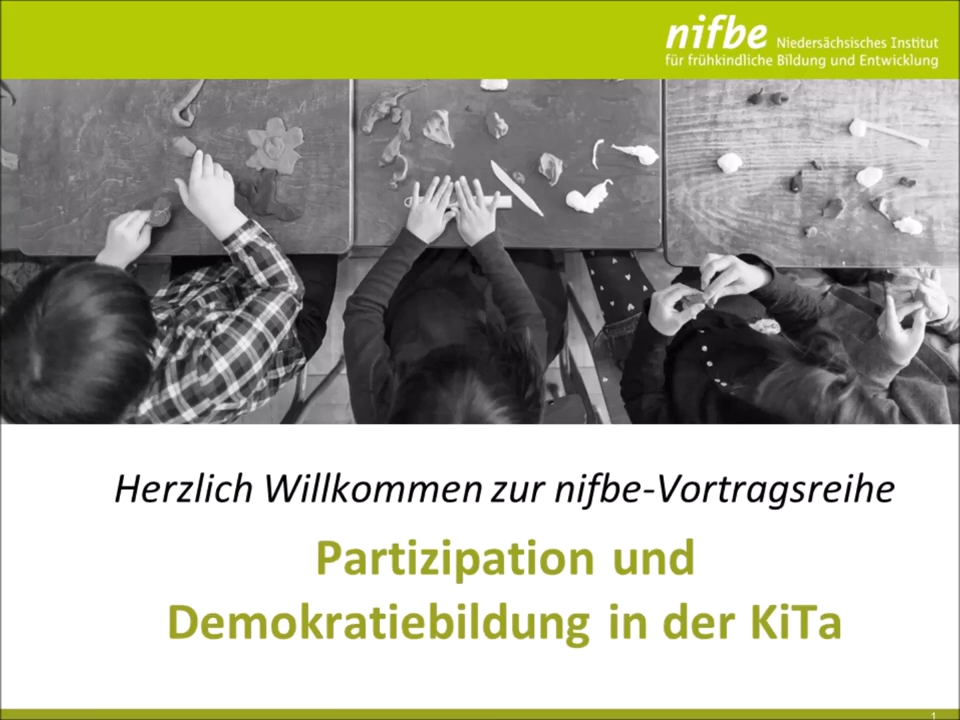 nifbe Niedersächsisches Institut
für frühkindliche Bildung und Entwicklung
Herzlich Willkommen zur nifbe-Vortragsreihe
Partizipation und
Demokratiebildung in der KiTa
1